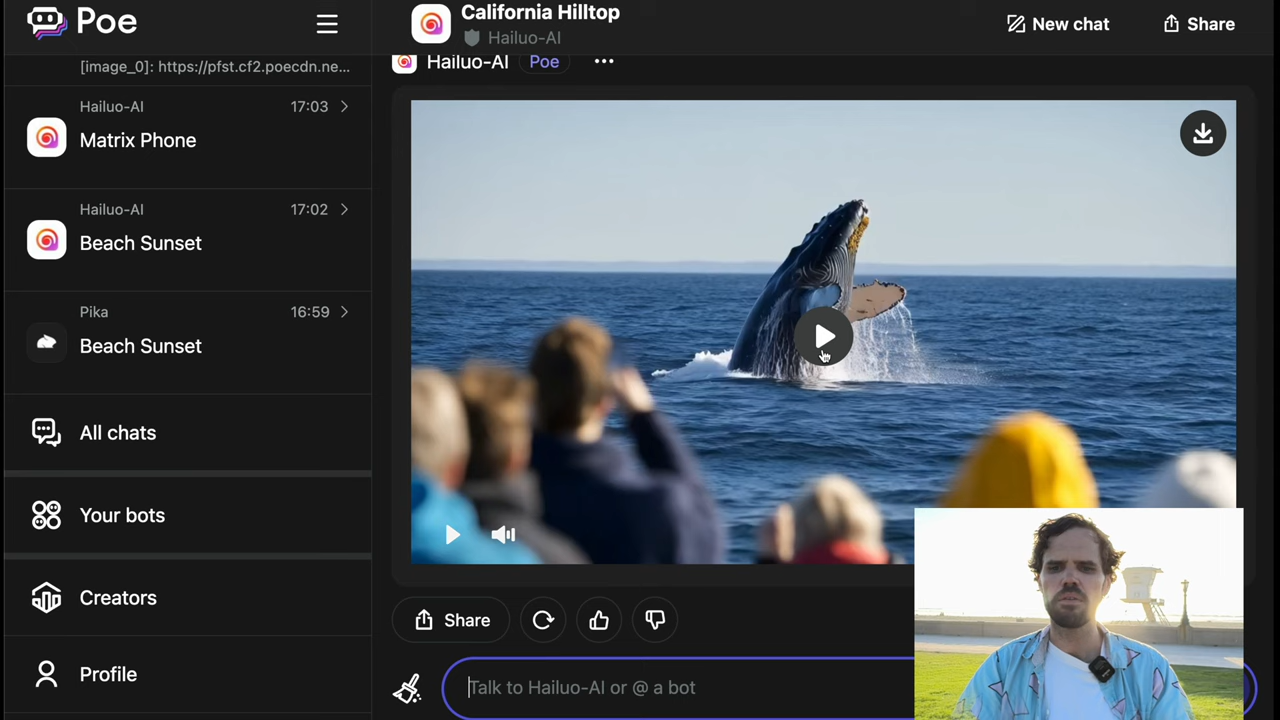 Poe
[image_0]: https://pfst.cf2.poecdn.ne...
Hailuo-AI 17:03
Matrix Phone
Hailuo-AI 17:02
Beach Sunset
Pika 16:59
Beach Sunset
All chats
Your bots
Creators
Profile
California Hilltop
Hailuo-AI
New chat
Share
Hailuo-AI Poe
Share
Talk to Hailuo-AI or @ a bot